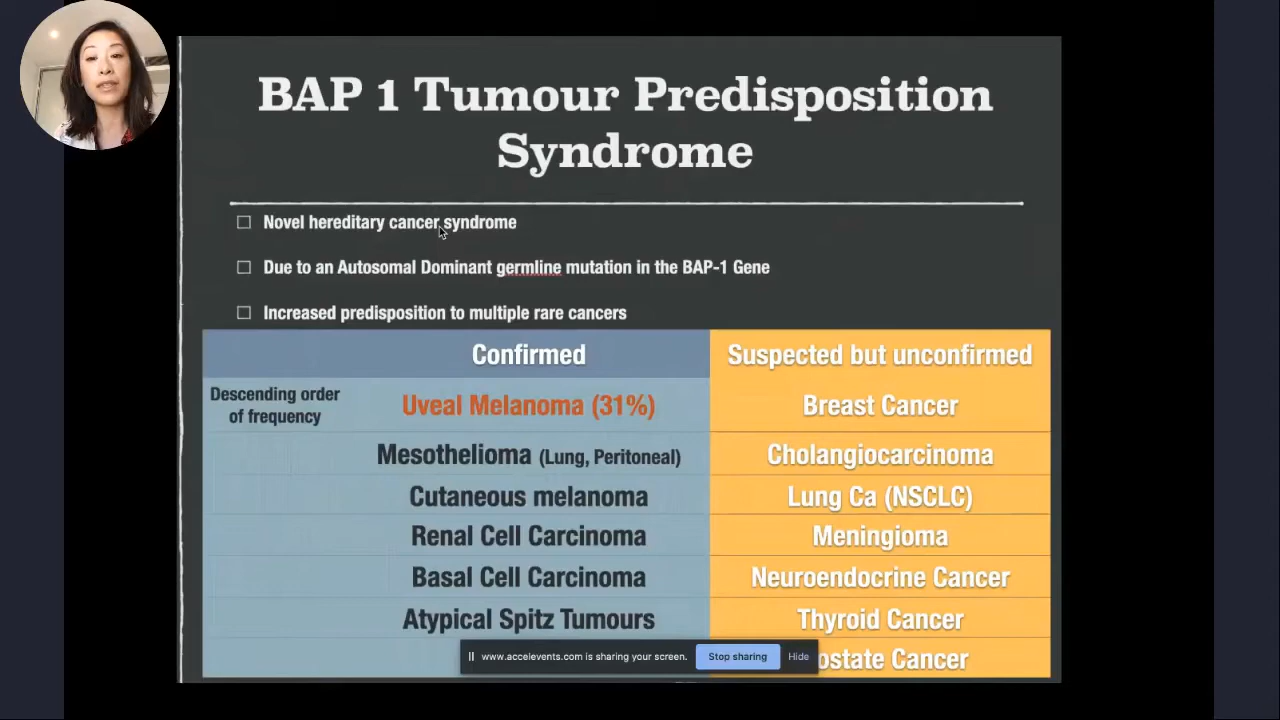 BAP 1 Tumour Predisposition
Syndrome
Novel hereditary cancer syndrome
Due to an Autosomal Dominant germline mutation in the BAP-1 Gene
Increased predisposition to multiple rare cancers
Confirmed
Suspected but unconfirmed
Descending order
of frequency
Uveal Melanoma (31%)
Breast Cancer
Mesothelioma (Lung, Peritoneal)
Cholangiocarcinoma
Cutaneous melanoma
Lung Ca (NSCLC)
Renal Cell Carcinoma
Meningioma
Basal Cell Carcinoma
Neuroendocrine Cancer
Atypical Spitz Tumours
Thyroid Cancer
www.accelevents.com is sharing your screen.
Stop sharing
Hide
Cancer